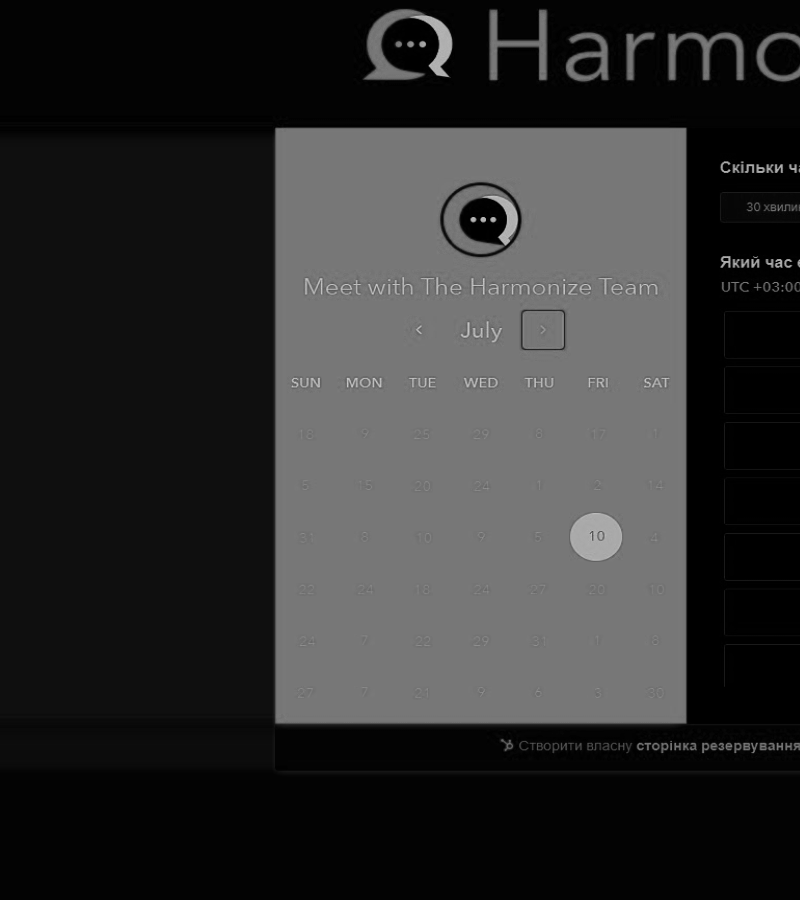 Harmo
Meet with The Harmonize Team
July
SUN MON TUE WED THU FRI SAT
16 9 25 29 8 17 1
5 15 20 24 1 2 14
31 8 10 9 5 10 4
22 24 18 24 27 20 10
24 7 22 29 31 1 8
27 7 21 9 6 3 30
Скільки ча
30 хвилин
Який час є
UTC +03:00
Створити власну сторінка резервування